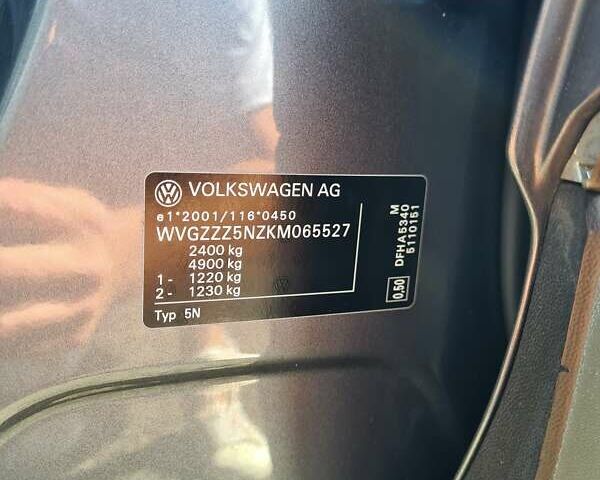 VOLKSWAGEN AG
e1*2001/116*0450
WVGZZZ5NZKM065527
2400 kg
4900 kg
1- 1220 kg
2- 1230 kg
Typ 5N
M
DFHA5340
5110151
0,50